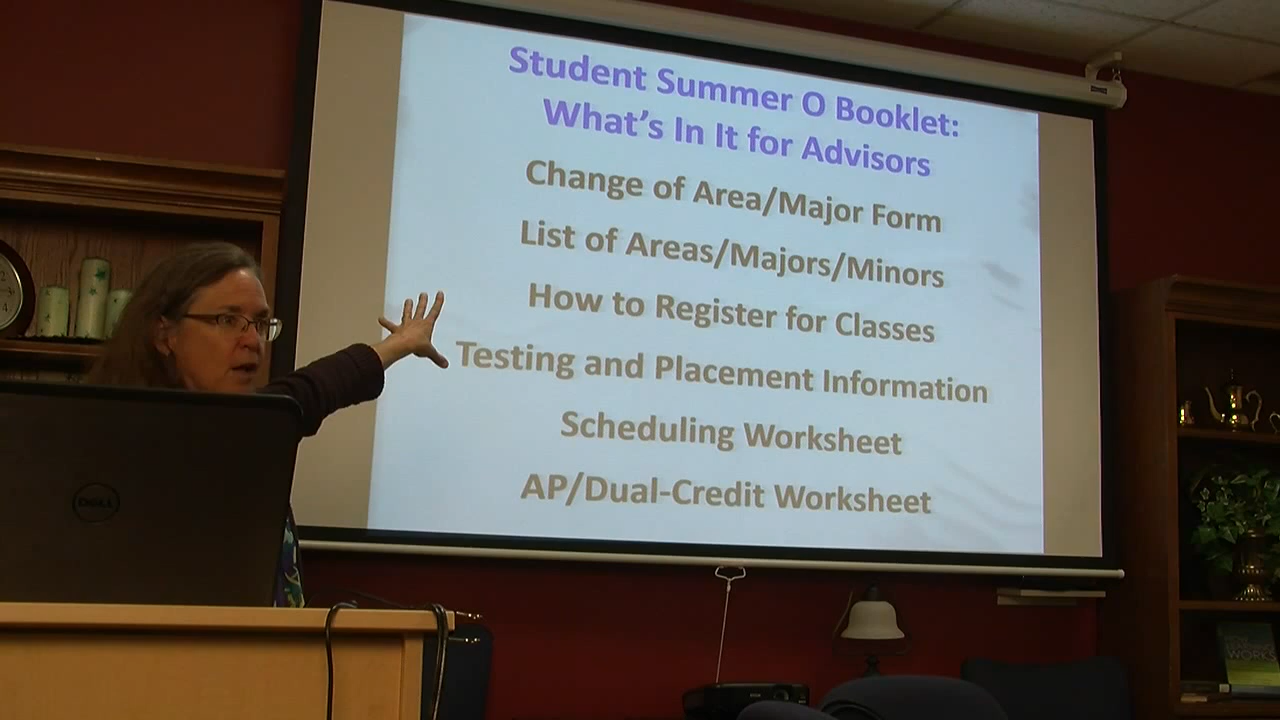 Student Summer O Booklet:
What's In It for Advisors
Change of Area/Major Form
List of Areas/Majors/Minors
How to Register for Classes
Testing and Placement Information
Scheduling Worksheet
AP/Dual-Credit Worksheet
DELL
WORKS